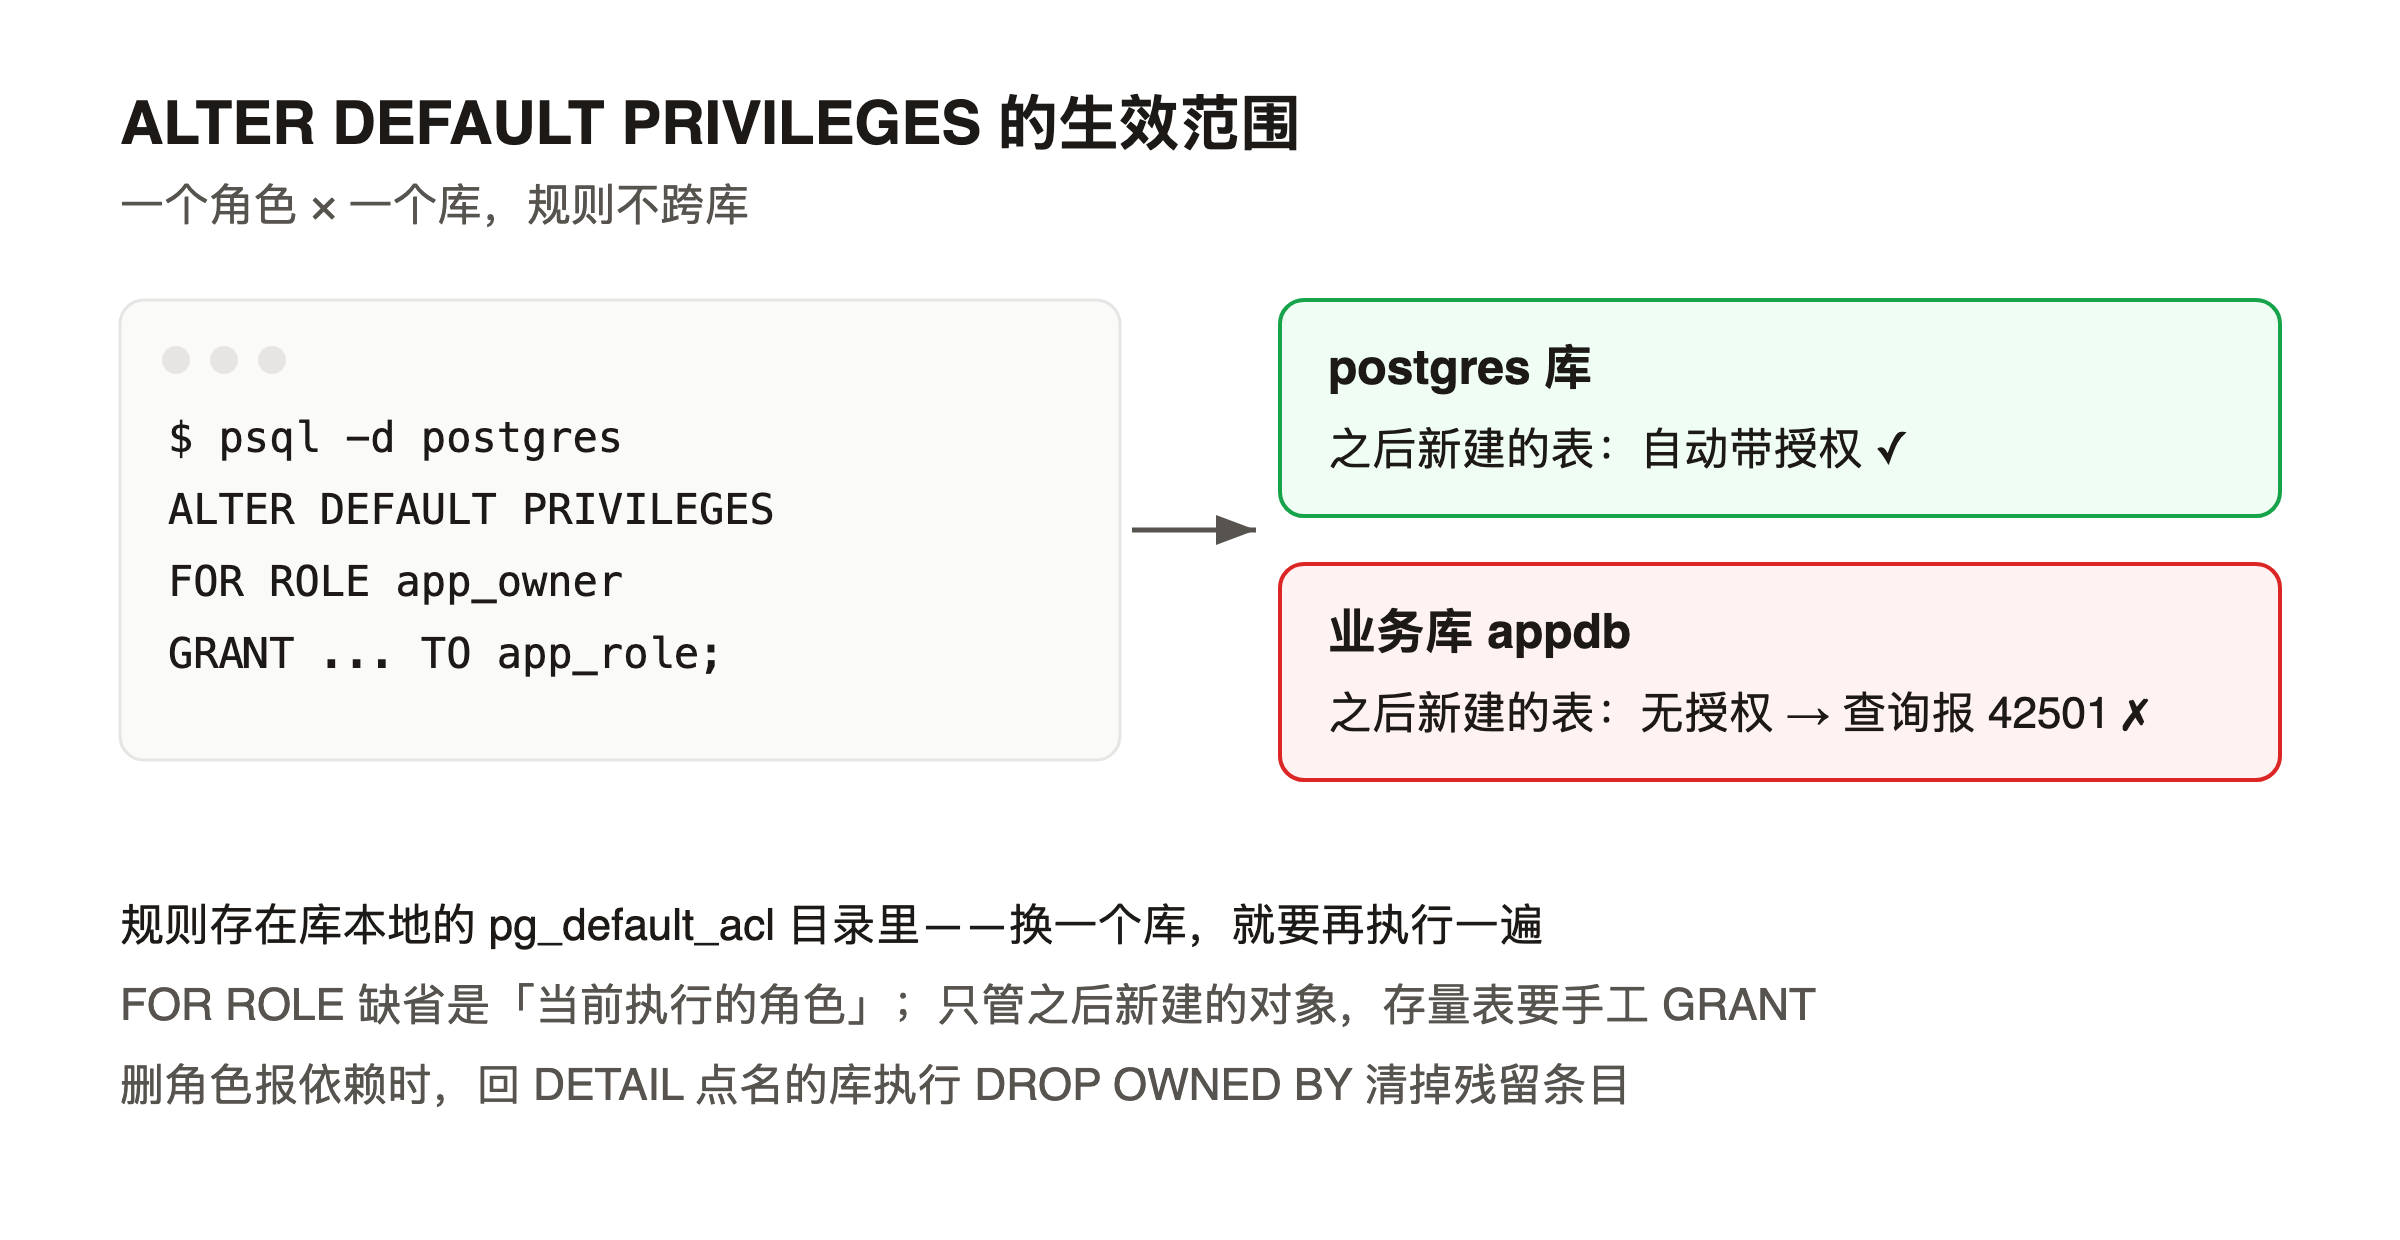 ALTER DEFAULT PRIVILEGES 的生效范围
一个角色 × 一个库，规则不跨库
$ psql -d postgres
ALTER DEFAULT PRIVILEGES
FOR ROLE app_owner
GRANT ... TO app_role;
postgres 库
之后新建的表：自动带授权 ✓
业务库 appdb
之后新建的表：无授权 → 查询报 42501 ✗
规则存在库本地的 pg_default_acl 目录里——换一个库，就要再执行一遍
FOR ROLE 缺省是「当前执行的角色」；只管之后新建的对象，存量表要手工 GRANT
删角色报依赖时，回 DETAIL 点名的库执行 DROP OWNED BY 清掉残留条目